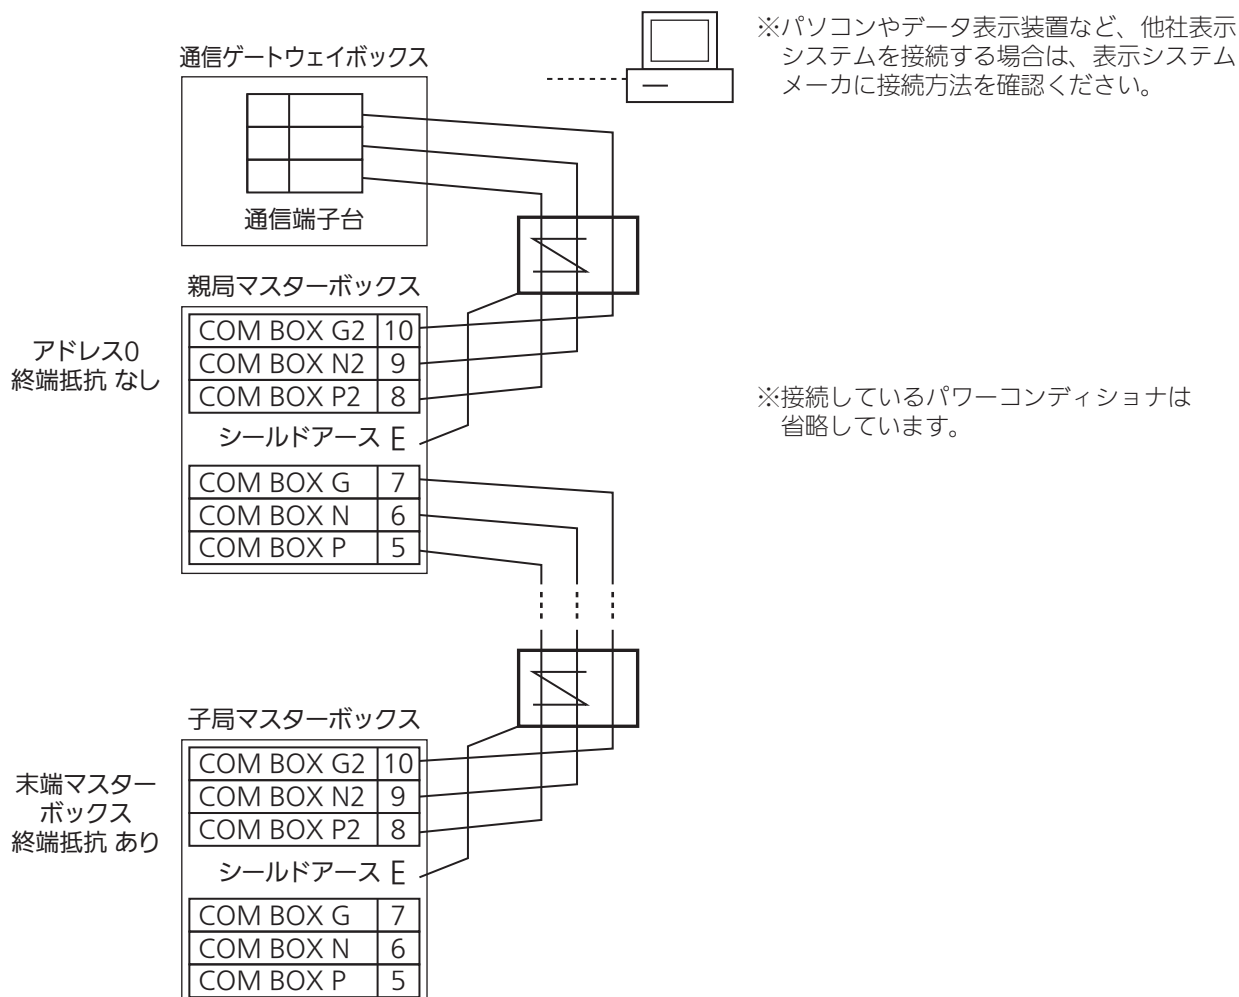 通信ゲートウェイボックス
※パソコンやデータ表示装置など、他社表示
システムを接続する場合は、表示システム
メーカに接続方法を確認ください。
通信端子台
親局マスターボックス
アドレス0
終端抵抗 なし
COM BOX G2 10
COM BOX N2 9
COM BOX P2 8
シールドアース E
COM BOX G 7
COM BOX N 6
COM BOX P 5
※接続しているパワーコンディショナは
省略しています。
子局マスターボックス
末端マスター
ボックス
終端抵抗 あり
COM BOX G2 10
COM BOX N2 9
COM BOX P2 8
シールドアース E
COM BOX G 7
COM BOX N 6
COM BOX P 5